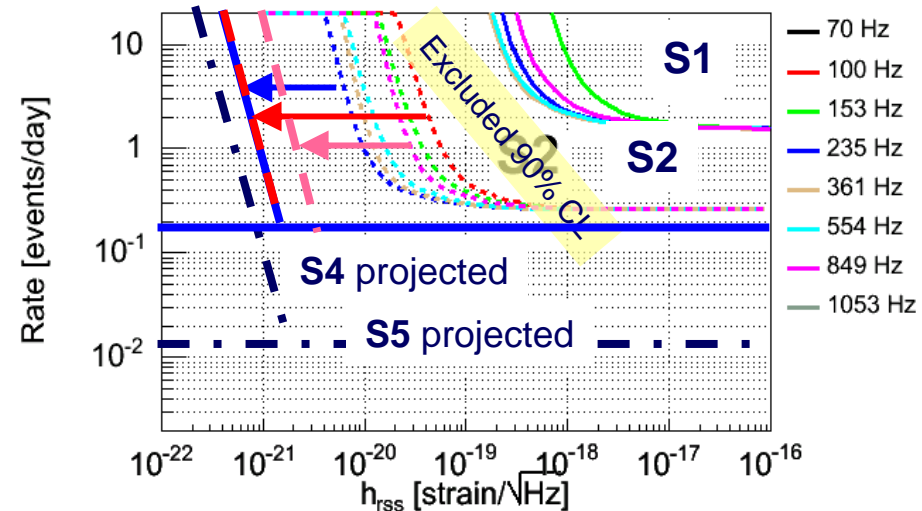 10
1
10⁻¹
10⁻²
Rate [events/day]
S1
S2
S2
Excluded 90% CL
S4 projected
S5 projected
10⁻²² 10⁻²¹ 10⁻²⁰ 10⁻¹⁹ 10⁻¹⁸ 10⁻¹⁷ 10⁻¹⁶
hrss [strain/√Hz]
70 Hz
100 Hz
153 Hz
235 Hz
361 Hz
554 Hz
849 Hz
1053 Hz